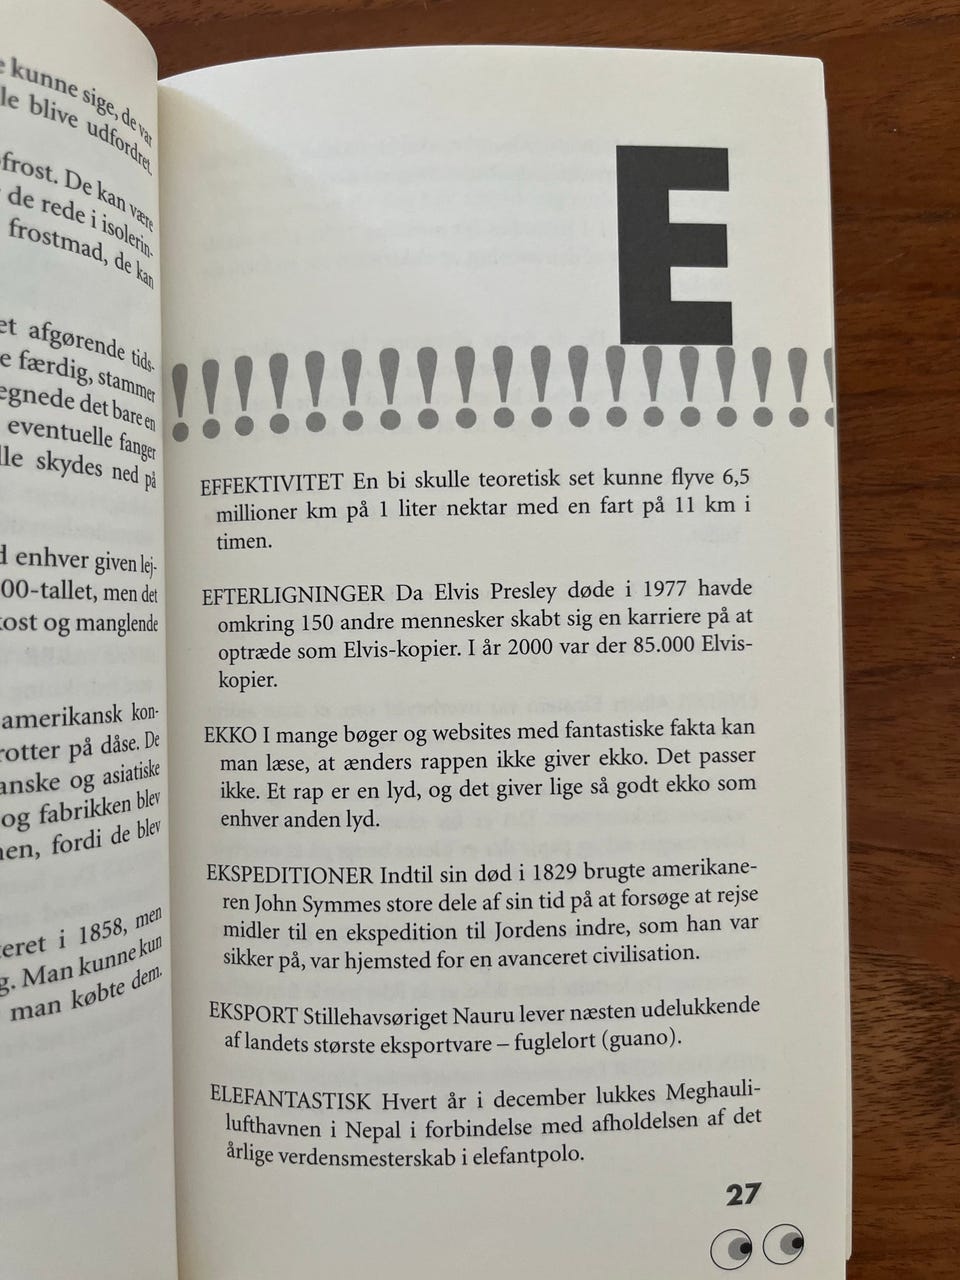 kunne sige, de var
le blive udfordret.
frost. De kan være
de rede i isolerin-
frostmad, de kan
et afgørende tids-
e færdig, stammer
egnede det bare en
eventuelle fanger
lle skydes ned på
d enhver given lej-
00-tallet, men det
kost og manglende
amerikansk kon-
rotter på dåse. De
anske og asiatiske
og fabrikken blev
nen, fordi de blev
teret i 1858, men
g. Man kunne kun
man købte dem.
E
!!!!!!!!!!!!!!!!!!
EFFEKTIVITET En bi skulle teoretisk set kunne flyve 6,5
millioner km på 1 liter nektar med en fart på 11 km i
timen.
EFTERLIGNINGER Da Elvis Presley døde i 1977 havde
omkring 150 andre mennesker skabt sig en karriere på at
optræde som Elvis-kopier. I år 2000 var der 85.000 Elvis-
kopier.
EKKO I mange bøger og websites med fantastiske fakta kan
man læse, at ænders rappen ikke giver ekko. Det passer
ikke. Et rap er en lyd, og det giver lige så godt ekko som
enhver anden lyd.
EKSPEDITIONER Indtil sin død i 1829 brugte amerikane-
ren John Symmes store dele af sin tid på at forsøge at rejse
midler til en ekspedition til Jordens indre, som han var
sikker på, var hjemsted for en avanceret civilisation.
EKSPORT Stillehavsøriget Nauru lever næsten udelukkende
af landets største eksportvare – fuglelort (guano).
ELEFANTASTISK Hvert år i december lukkes Meghauli-
lufthavnen i Nepal i forbindelse med afholdelsen af det
årlige verdensmesterskab i elefantpolo.
27